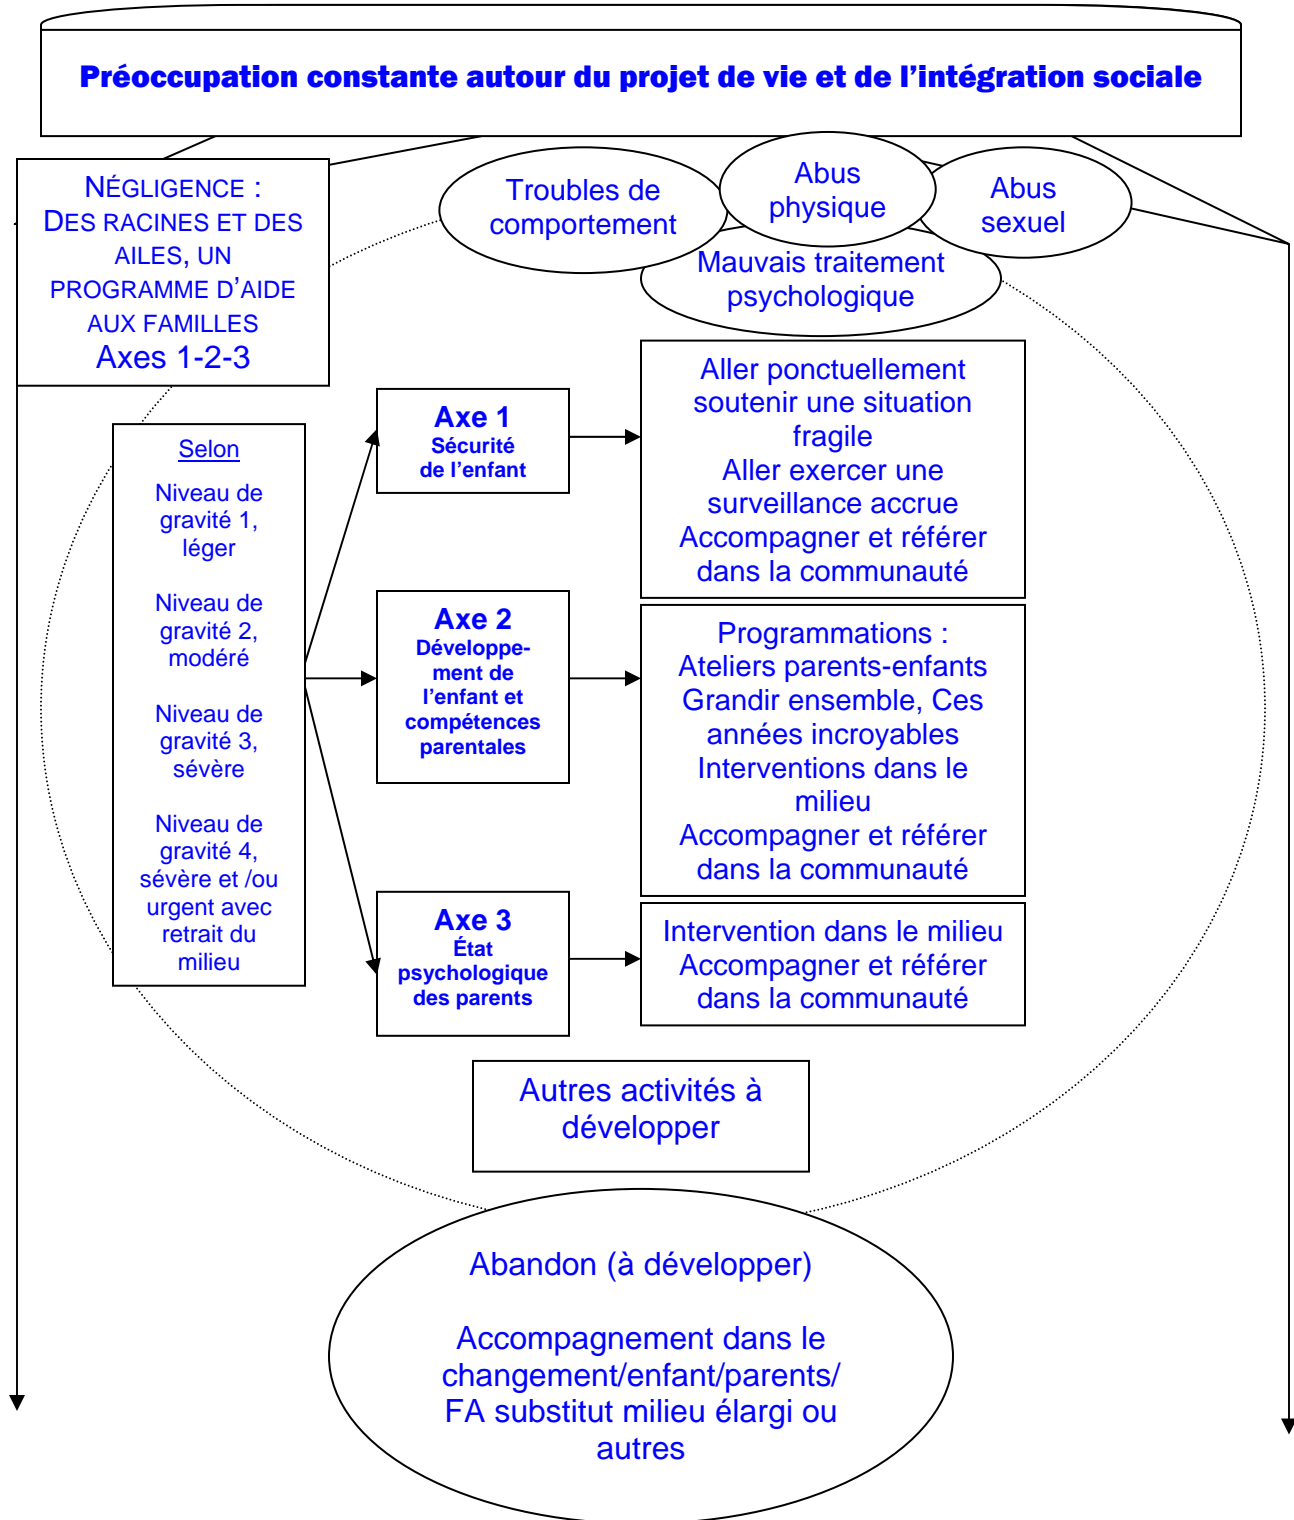 Préoccupation constante autour du projet de vie et de l'intégration sociale
NÉGLIGENCE :
DES RACINES ET DES
AILES, UN
PROGRAMME D'AIDE
AUX FAMILLES
Axes 1-2-3
Troubles de
comportement
Abus
physique
Abus
sexuel
Mauvais traitement
psychologique
Selon
Niveau de
gravité 1,
léger
Niveau de
gravité 2,
modéré
Niveau de
gravité 3,
sévère
Niveau de
gravité 4,
sévère et /ou
urgent avec
retrait du
milieu
Axe 1
Sécurité
de l'enfant
Aller ponctuellement
soutenir une situation
fragile
Aller exercer une
surveillance accrue
Accompagner et référer
dans la communauté
Axe 2
Développe-
ment de
l'enfant et
compétences
parentales
Programmations :
Ateliers parents-enfants
Grandir ensemble, Ces
années incroyables
Interventions dans le
milieu
Accompagner et référer
dans la communauté
Axe 3
État
psychologique
des parents
Intervention dans le milieu
Accompagner et référer
dans la communauté
Autres activités à
développer
Abandon (à développer)
Accompagnement dans le
changement/enfant/parents/
FA substitut milieu élargi ou
autres